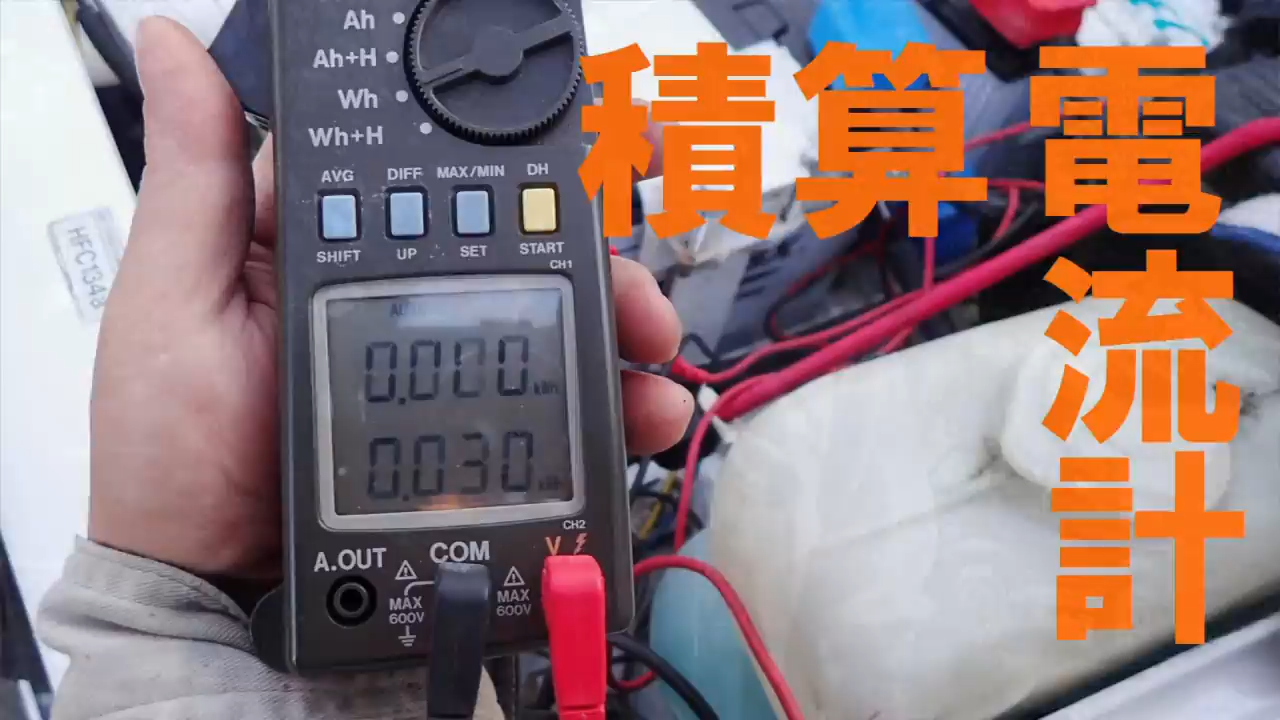 Ah
Ah+H
Wh
Wh+H
AVG DIFF MAX/MIN DH
SHIFT UP SET START
CH1
0.000
0.030
CH2
A.OUT COM V
MAX
600V
MAX
600V
積算電
流
計